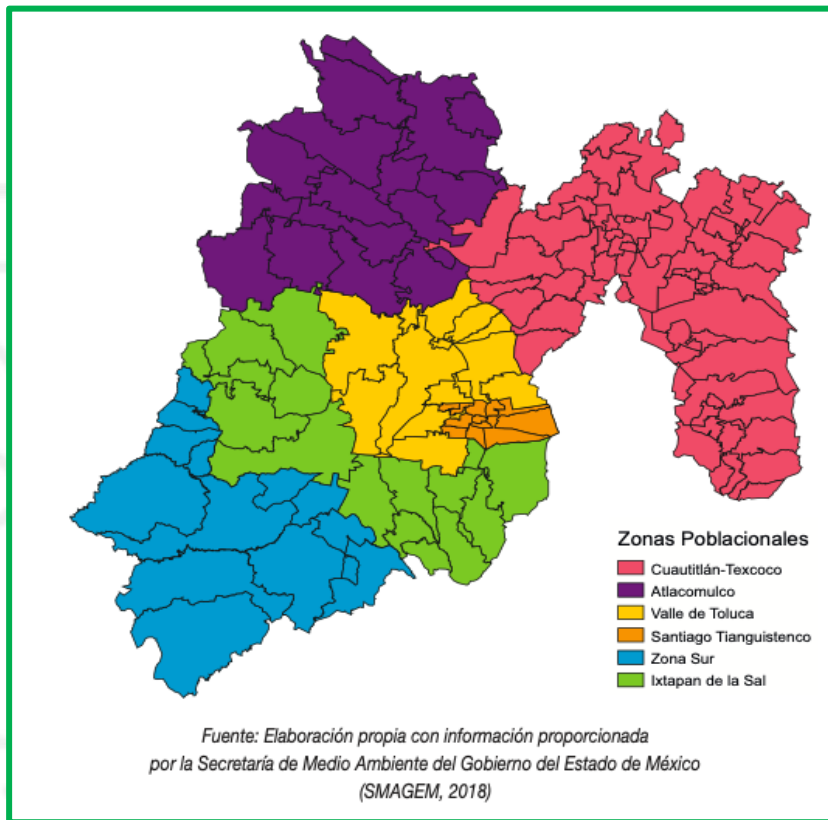 Zonas Poblacionales
Cuautitlán-Texcoco
Atlacomulco
Valle de Toluca
Santiago Tianguistenco
Zona Sur
Ixtapan de la Sal
Fuente: Elaboración propia con información proporcionada
por la Secretaría de Medio Ambiente del Gobierno del Estado de México
(SMAGEM, 2018)